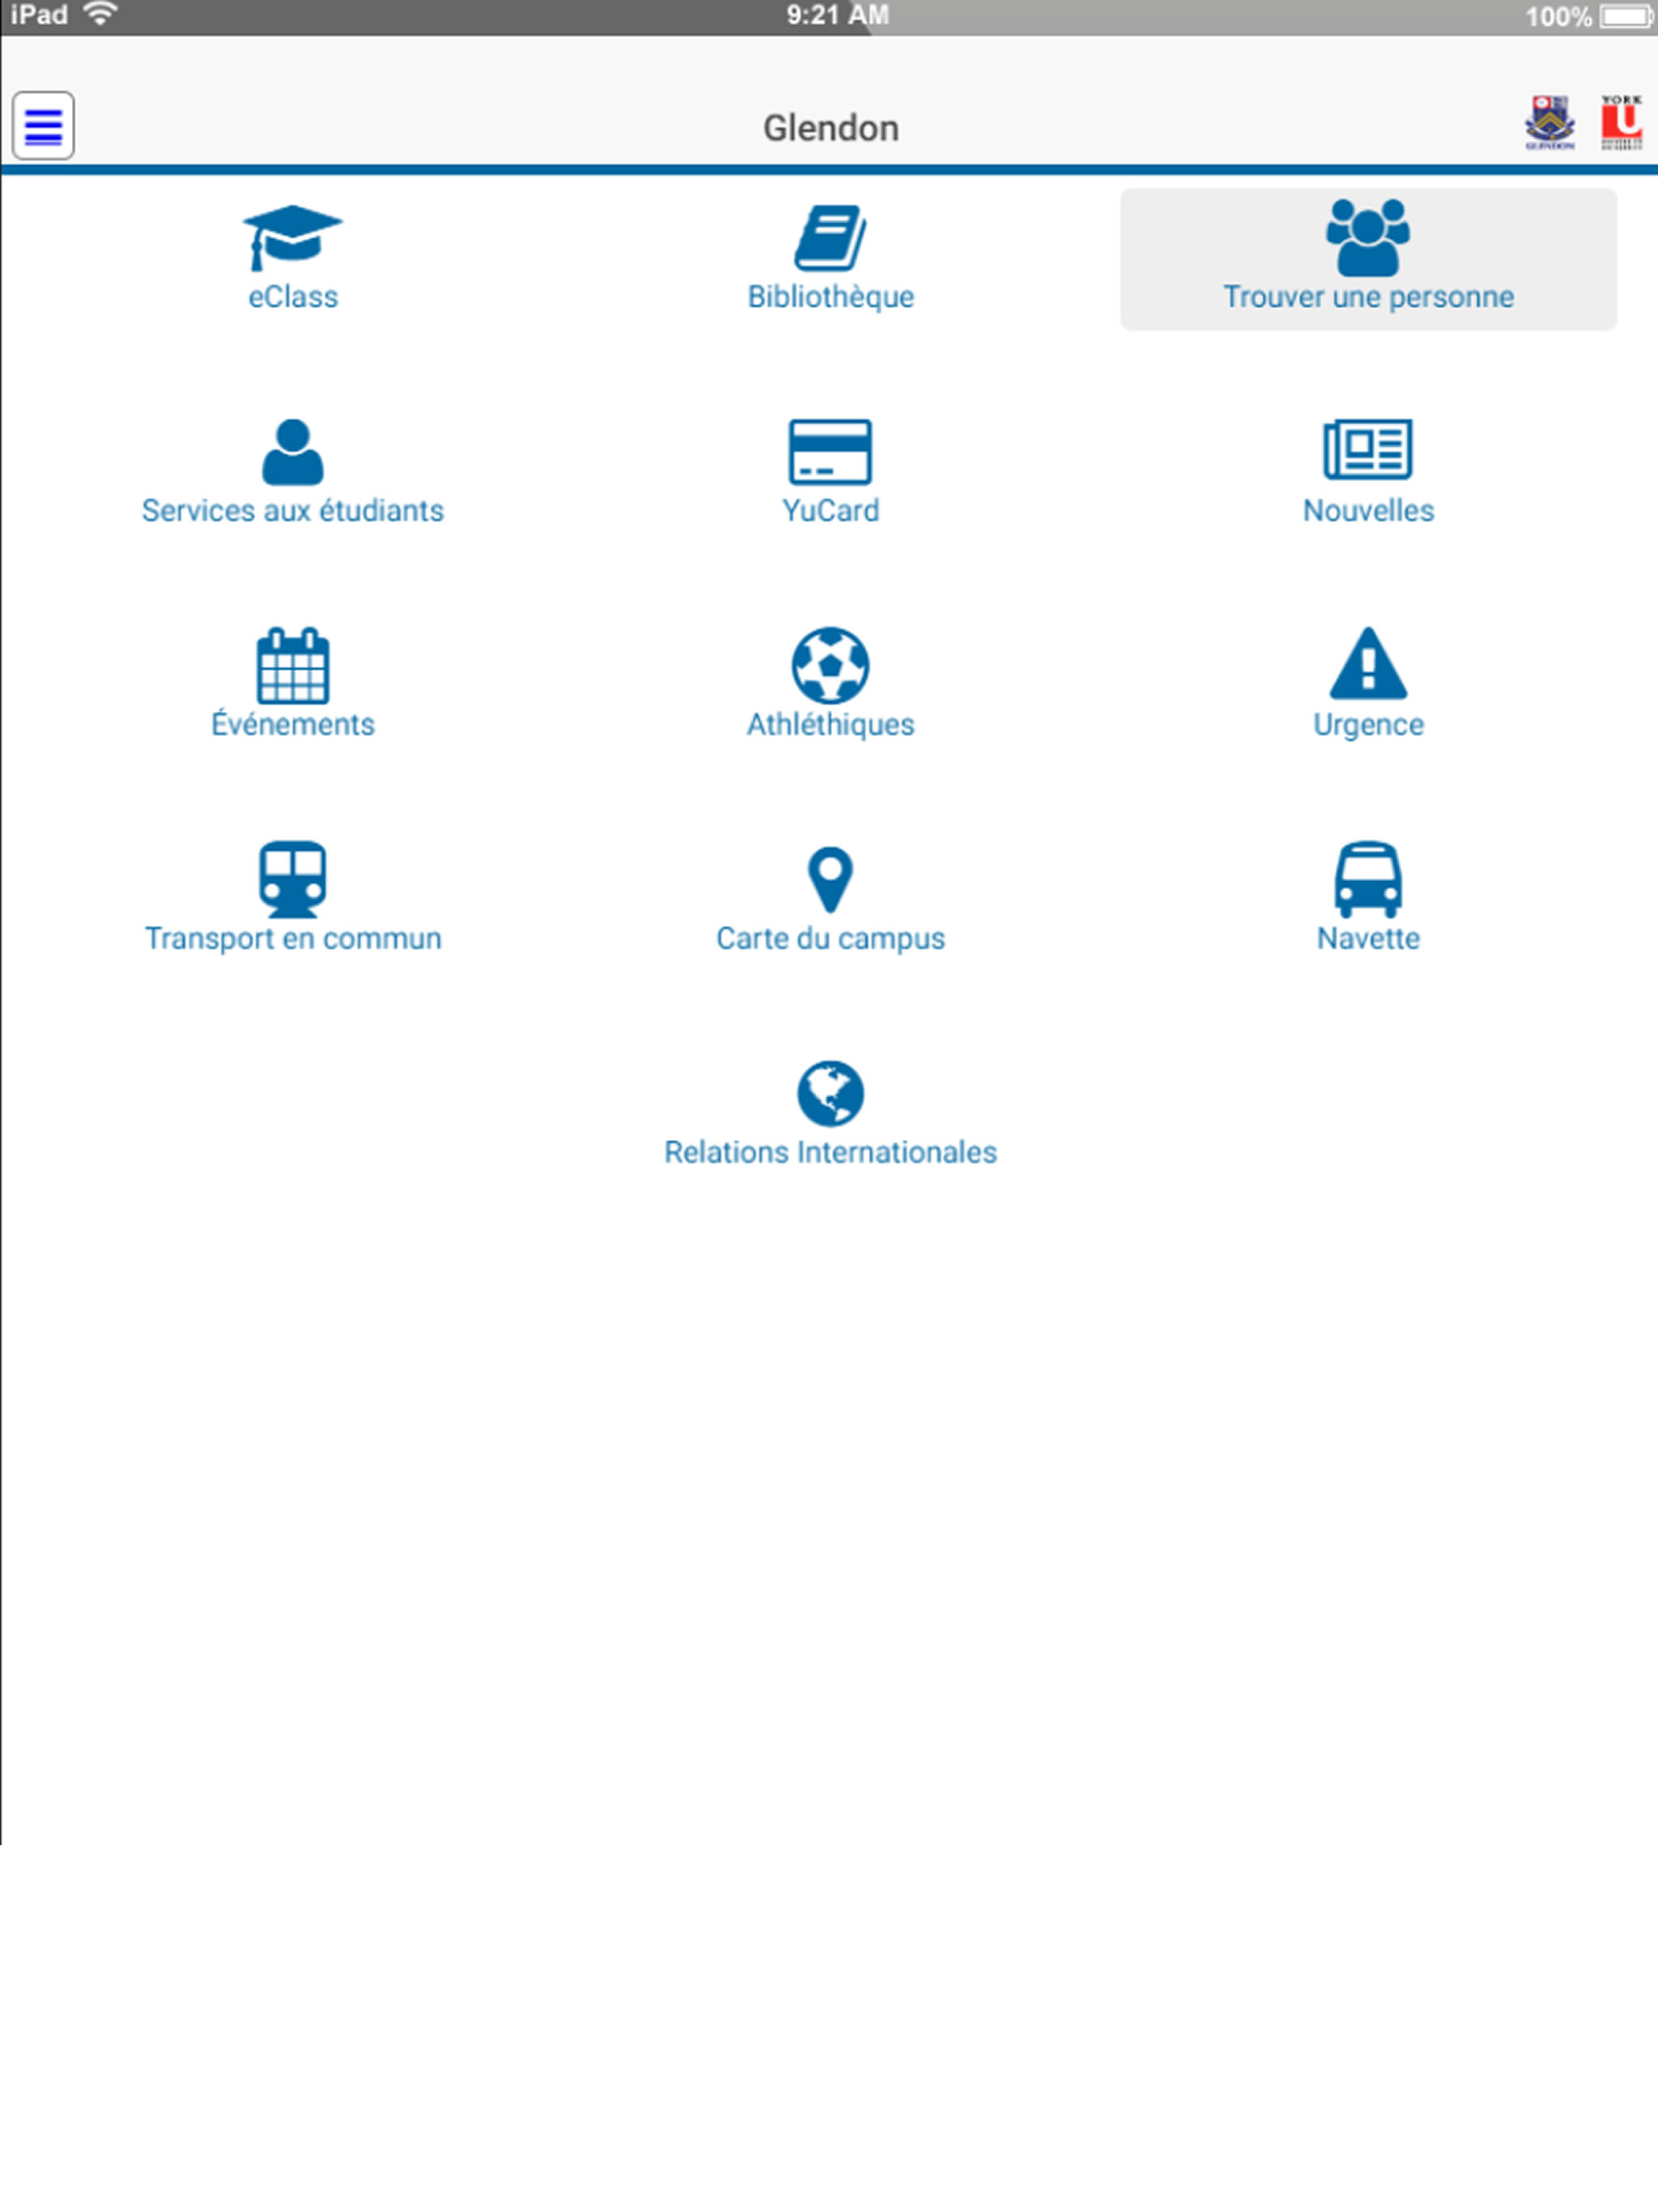 iPad 9:21 AM 100%
Glendon
GLENDON
YORK
U
eClass
Bibliothèque
Trouver une personne
Services aux étudiants
YuCard
Nouvelles
Événements
Athléthiques
Urgence
Transport en commun
Carte du campus
Navette
Relations Internationales